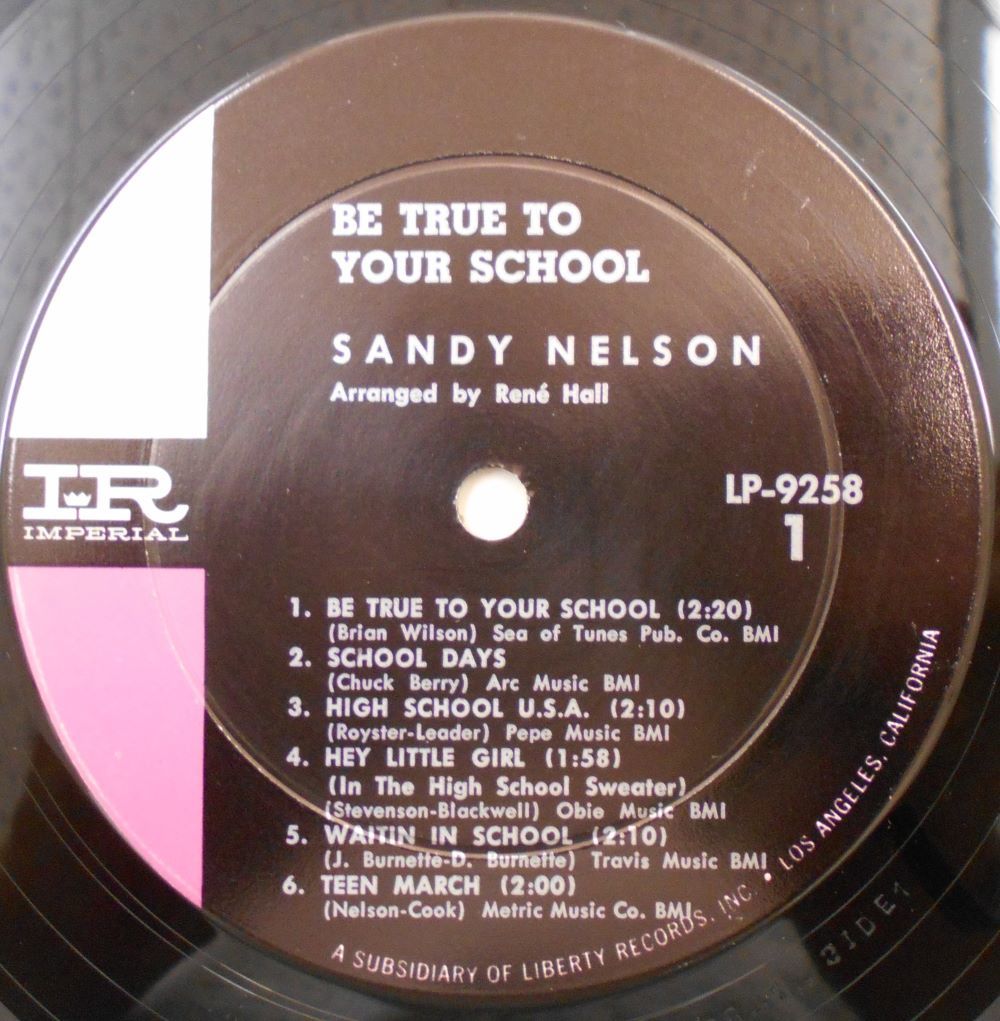 BE TRUE TO
YOUR SCHOOL
SANDY NELSON
Arranged by René Hall
IR
IMPERIAL
LP-9258
1
1. BE TRUE TO YOUR SCHOOL (2:20)
(Brian Wilson) Sea of Tunes Pub. Co. BMI
2. SCHOOL DAYS
(Chuck Berry) Arc Music BMI
3. HIGH SCHOOL U.S.A. (2:10)
(Royster-Leader) Pepe Music BMI
4. HEY LITTLE GIRL (1:58)
(In The High School Sweater)
(Stevenson-Blackwell) Obie Music BMI
5. WAITIN IN SCHOOL (2:10)
(J. Burnette-D. Burnette) Travis Music BMI
6. TEEN MARCH (2:00)
(Nelson-Cook) Metric Music Co. BMI
A SUBSIDIARY OF LIBERTY RECORDS, INC. • LOS ANGELES, CALIFORNIA
SIDE 1